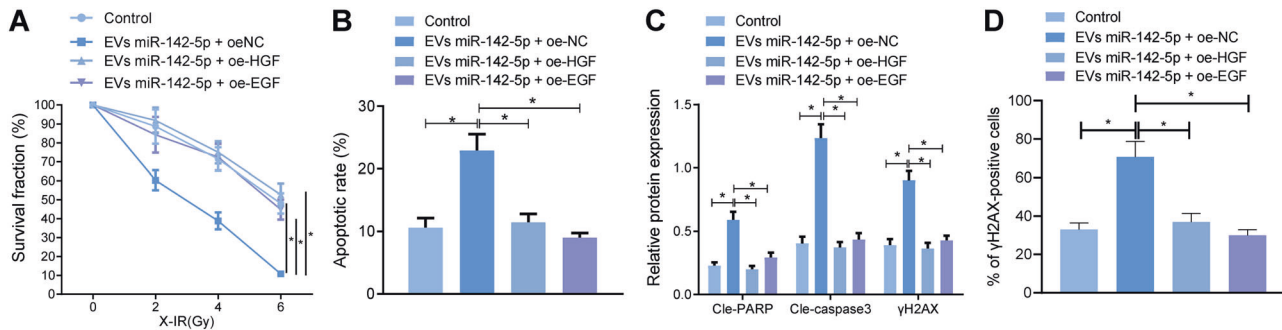 A
Control
EVs miR-142-5p + oeNC
EVs miR-142-5p + oe-HGF
EVs miR-142-5p + oe-EGF
Survival fraction (%)
100
90
80
70
60
50
40
30
20
10
0 2 4 6
X-IR(Gy)
* * *
B
Control
EVs miR-142-5p + oe-NC
EVs miR-142-5p + oe-HGF
EVs miR-142-5p + oe-EGF
Apoptotic rate (%)
30
20
10
0
*
* *
C
Control
EVs miR-142-5p + oe-NC
EVs miR-142-5p + oe-HGF
EVs miR-142-5p + oe-EGF
Relative protein expression
1.5
1.0
0.5
0.0
* * *
* * *
* * *
Cle-PARP Cle-caspase3 γH2AX
D
Control
EVs miR-142-5p + oe-NC
EVs miR-142-5p + oe-HGF
EVs miR-142-5p + oe-EGF
% of γH2AX-positive cells
80
60
40
20
0
*
* *